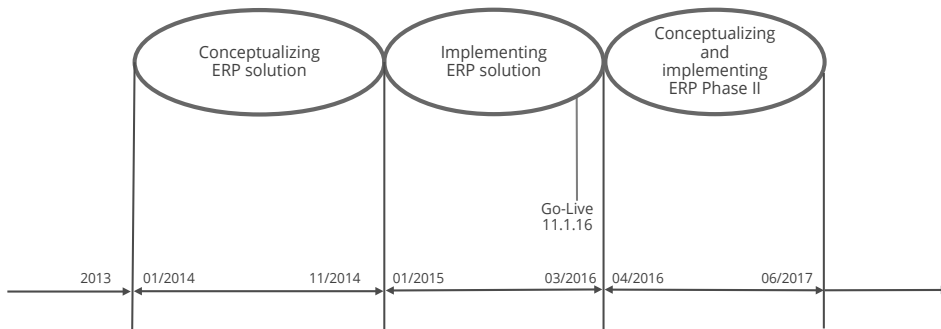 Conceptualizing
ERP solution
Implementing
ERP solution
Conceptualizing
and
implementing
ERP Phase II
Go-Live
11.1.16
2013
01/2014
11/2014
01/2015
03/2016
04/2016
06/2017